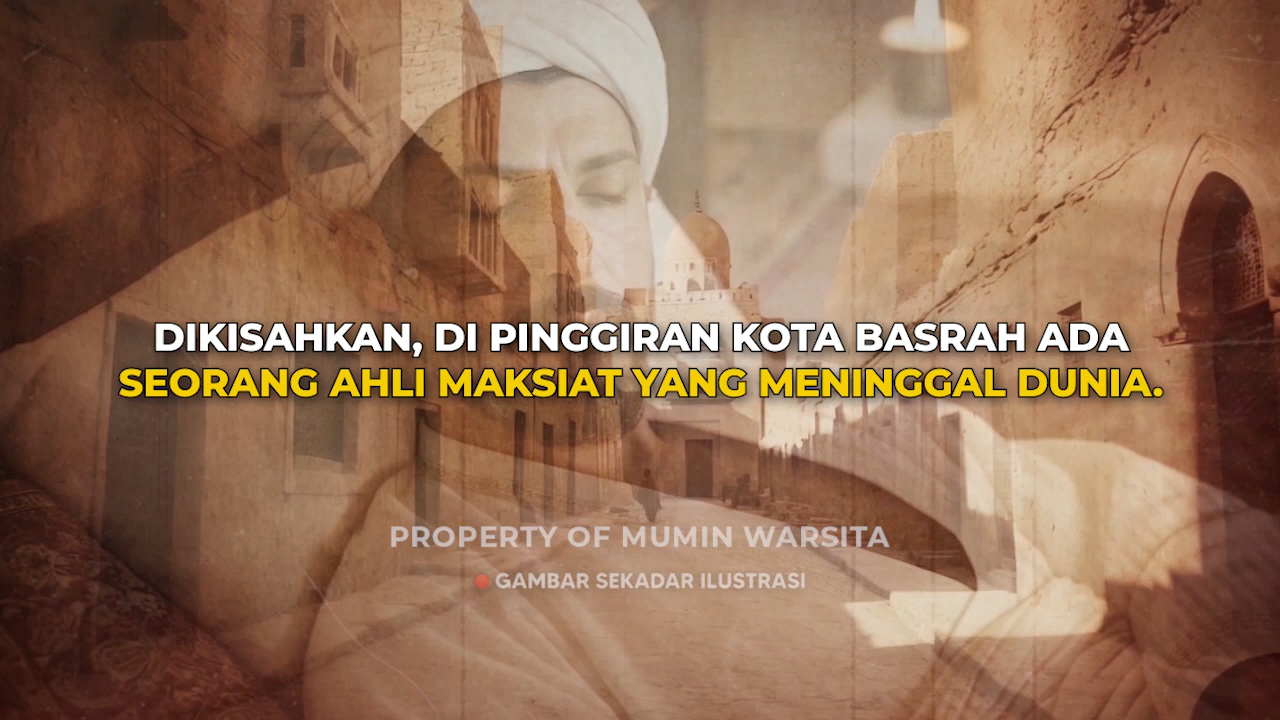 DIKISAHKAN, DI PINGGIRAN KOTA BASRAH ADA
SEORANG AHLI MAKSIAT YANG MENINGGAL DUNIA.
PROPERTY OF MUMIN WARSITA
GAMBAR SEKADAR ILUSTRASI